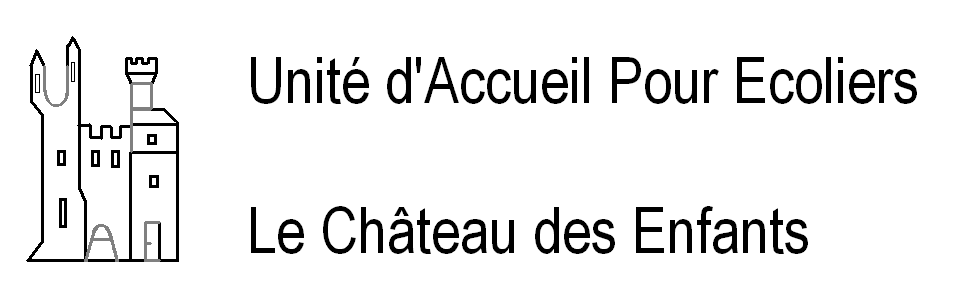 Unité d'Accueil Pour Ecoliers
Le Château des Enfants